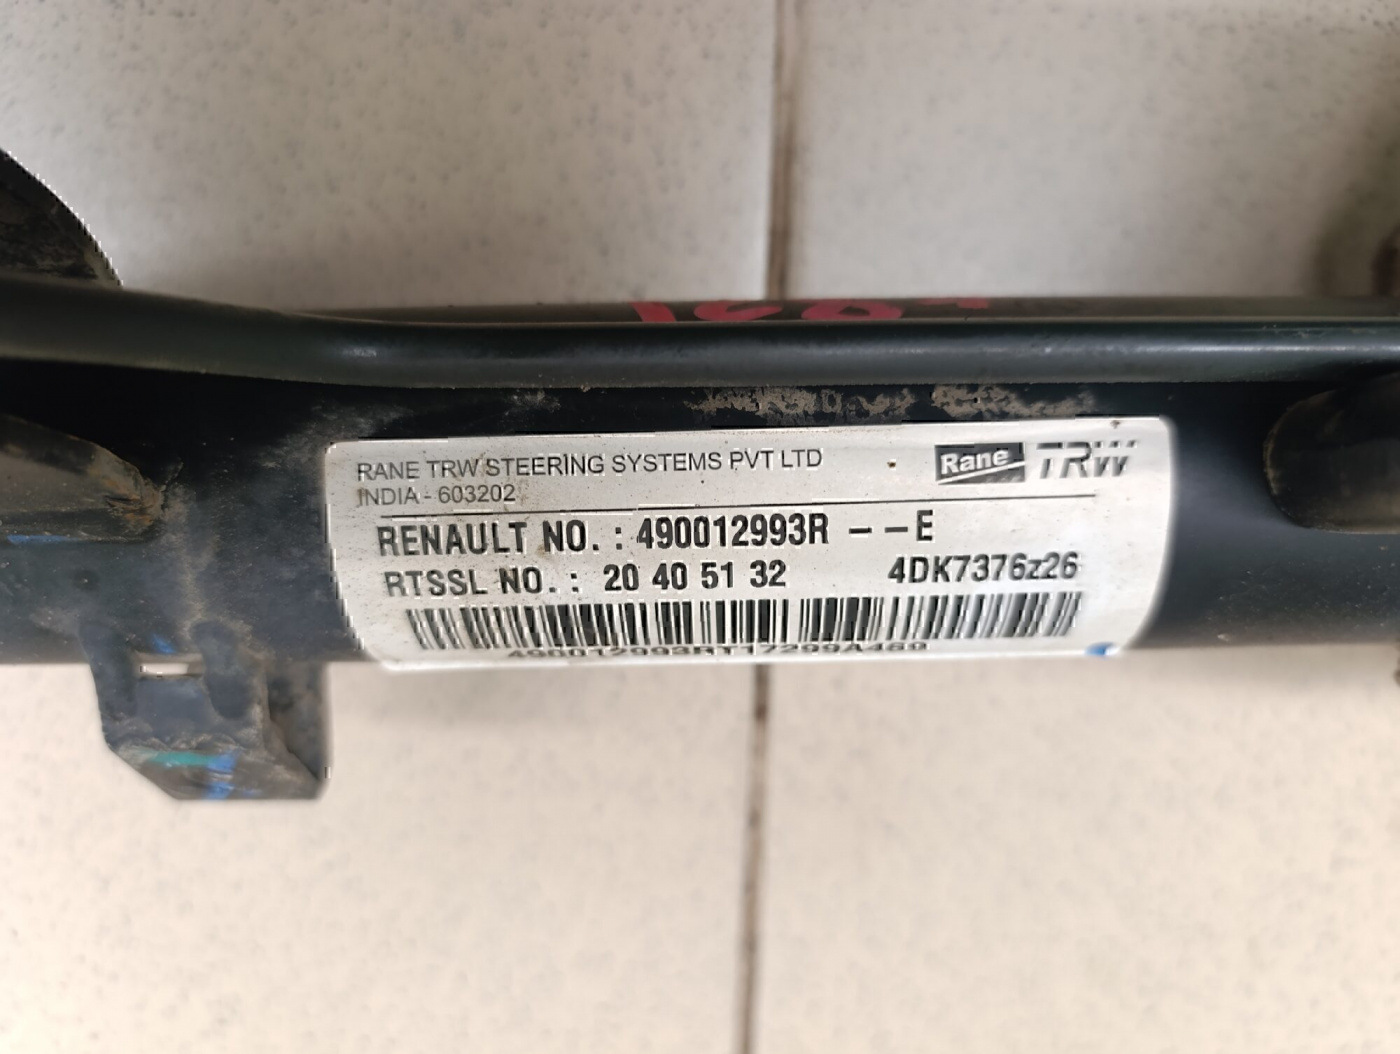 RANE TRW STEERING SYSTEMS PVT LTD
INDIA - 603202
Rane TRW
RENAULT NO. : 490012993R - - E
RTSSL NO. : 20 40 51 32 4DK7376z26
490012993RT17299A489